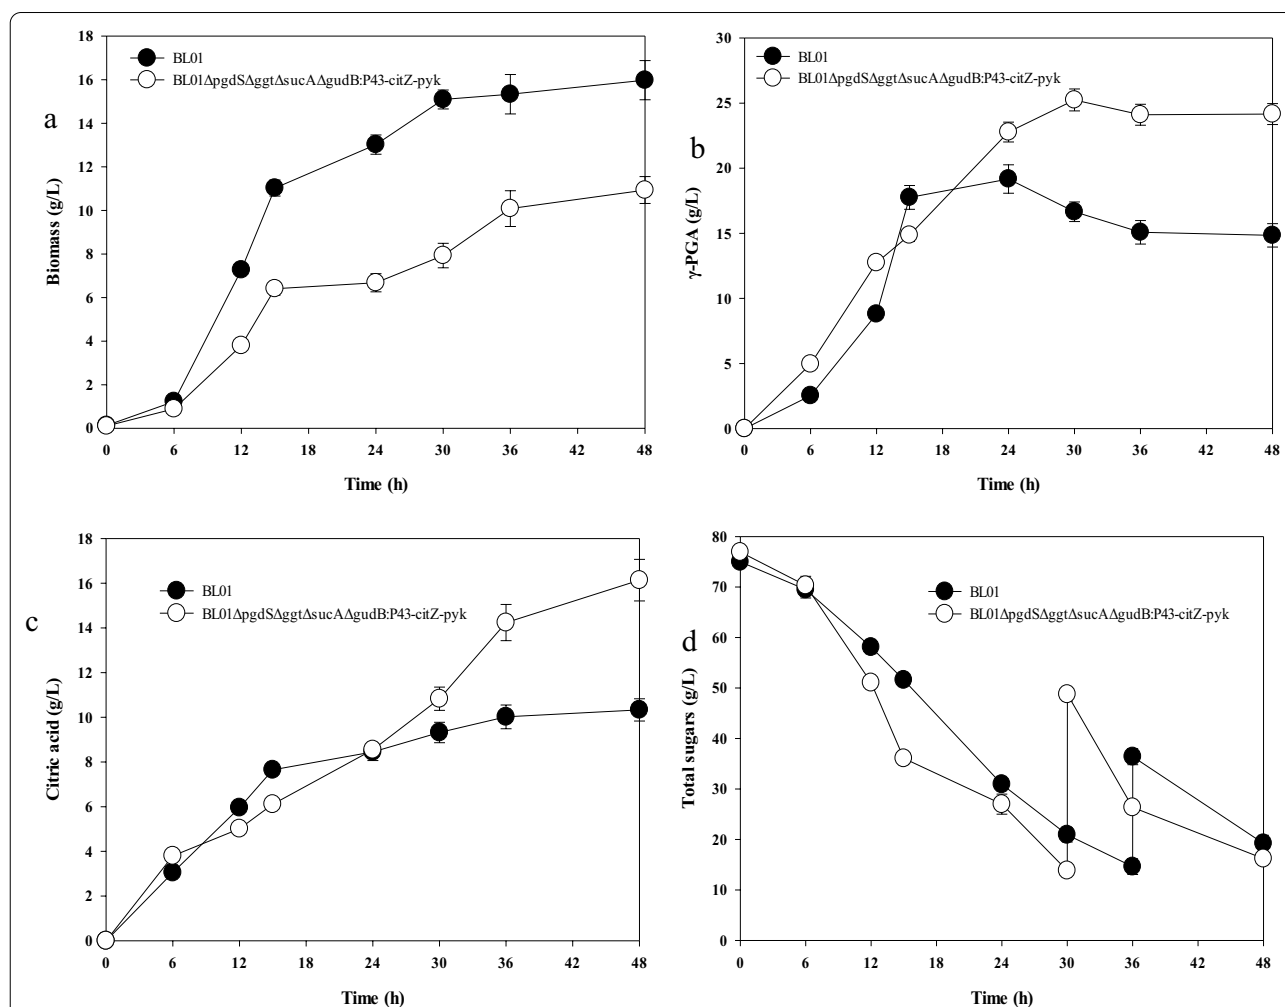 a
BL01
BL01ΔpgdSΔggtΔsucAΔgudB:P43-citZ-pyk
Biomass (g/L)
18
16
14
12
10
8
6
4
2
0
0 6 12 18 24 30 36 42 48
Time (h)
b
BL01
BL01ΔpgdSΔggtΔsucAΔgudB:P43-citZ-pyk
γ-PGA (g/L)
30
25
20
15
10
5
0
0 6 12 18 24 30 36 42 48
Time (h)
c
BL01
BL01ΔpgdSΔggtΔsucAΔgudB:P43-citZ-pyk
Citric acid (g/L)
18
16
14
12
10
8
6
4
2
0
0 6 12 18 24 30 36 42 48
Time (h)
d
BL01
BL01ΔpgdSΔggtΔsucAΔgudB:P43-citZ-pyk
Total sugars (g/L)
80
70
60
50
40
30
20
10
0
0 6 12 18 24 30 36 42 48
Time (h)